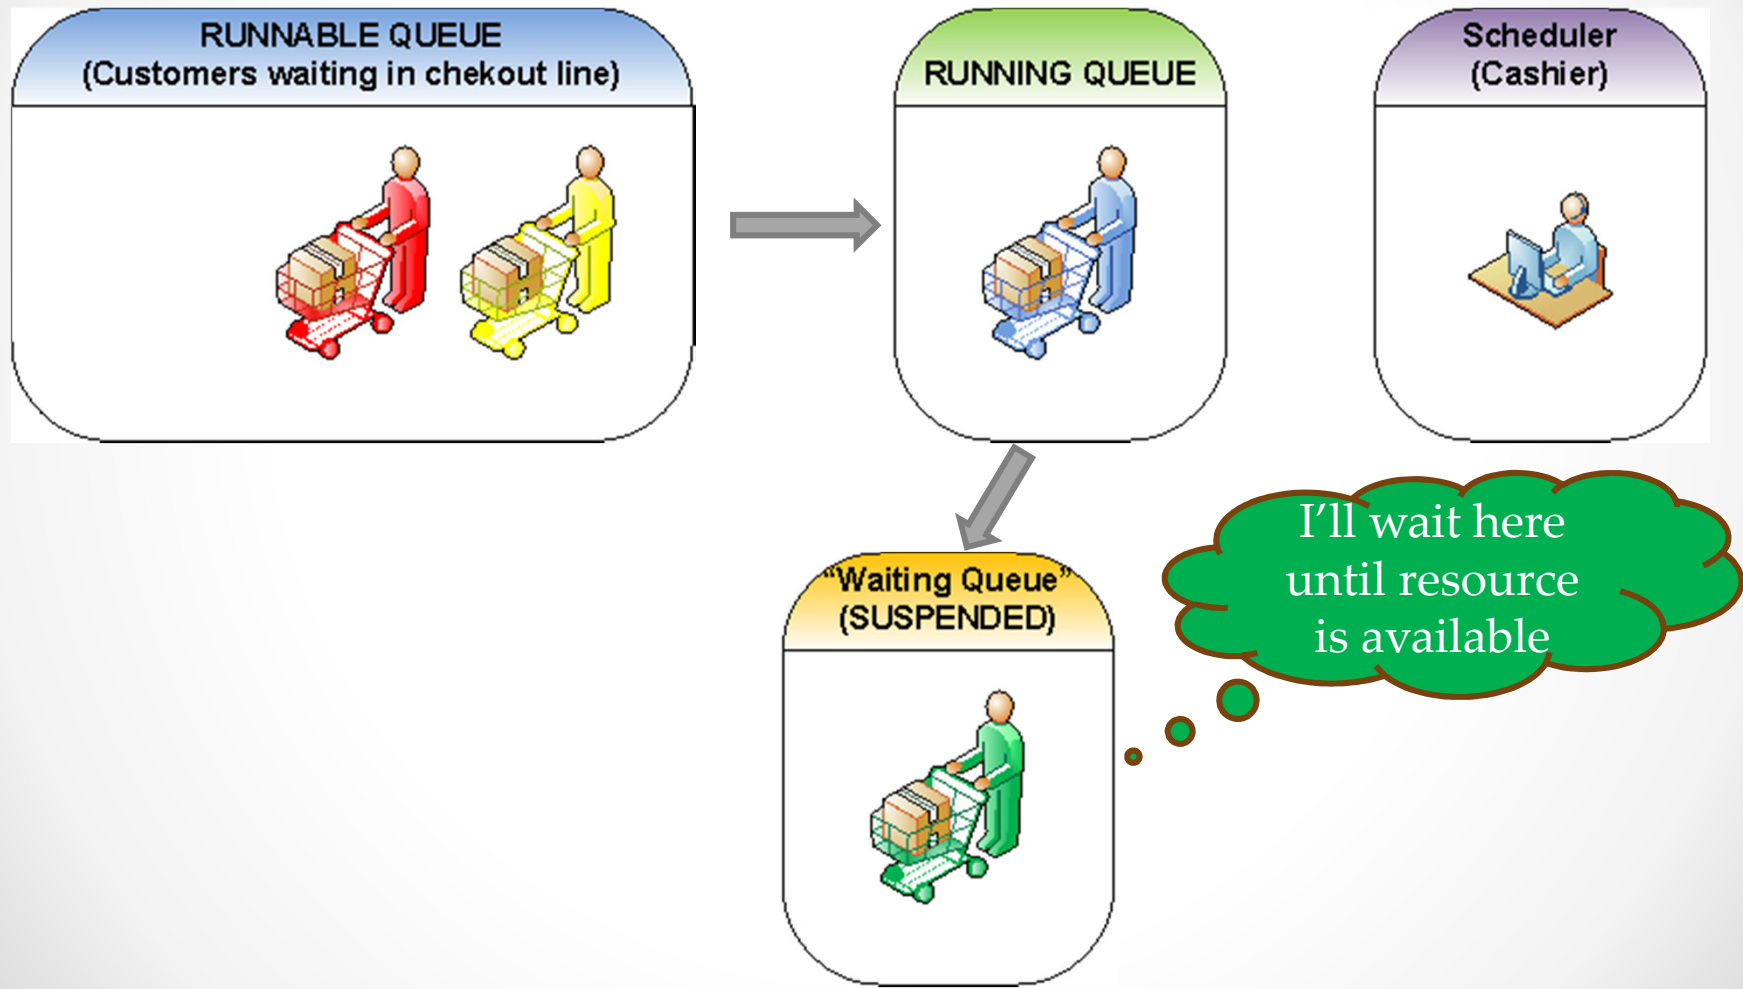 RUNNABLE QUEUE
(Customers waiting in chekout line)
RUNNING QUEUE
Scheduler
(Cashier)
“Waiting Queue”
(SUSPENDED)
I’ll wait here
until resource
is available